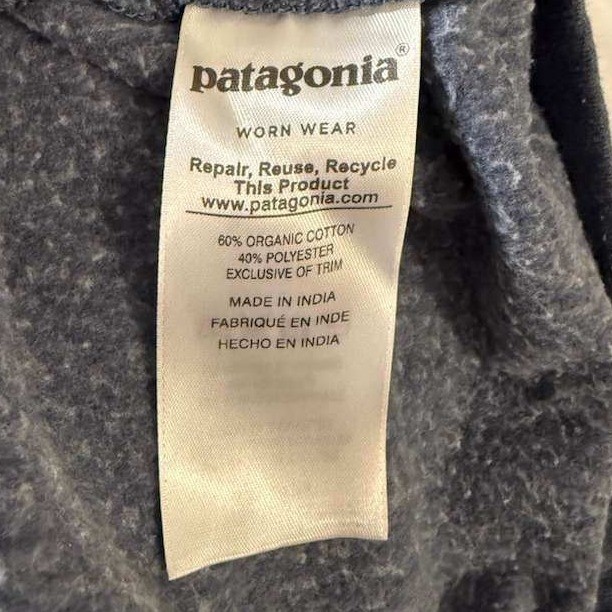 patagonia®
WORN WEAR
Repair, Reuse, Recycle
This Product
www.patagonia.com
60% ORGANIC COTTON
40% POLYESTER
EXCLUSIVE OF TRIM
MADE IN INDIA
FABRIQUÉ EN INDE
HECHO EN INDIA